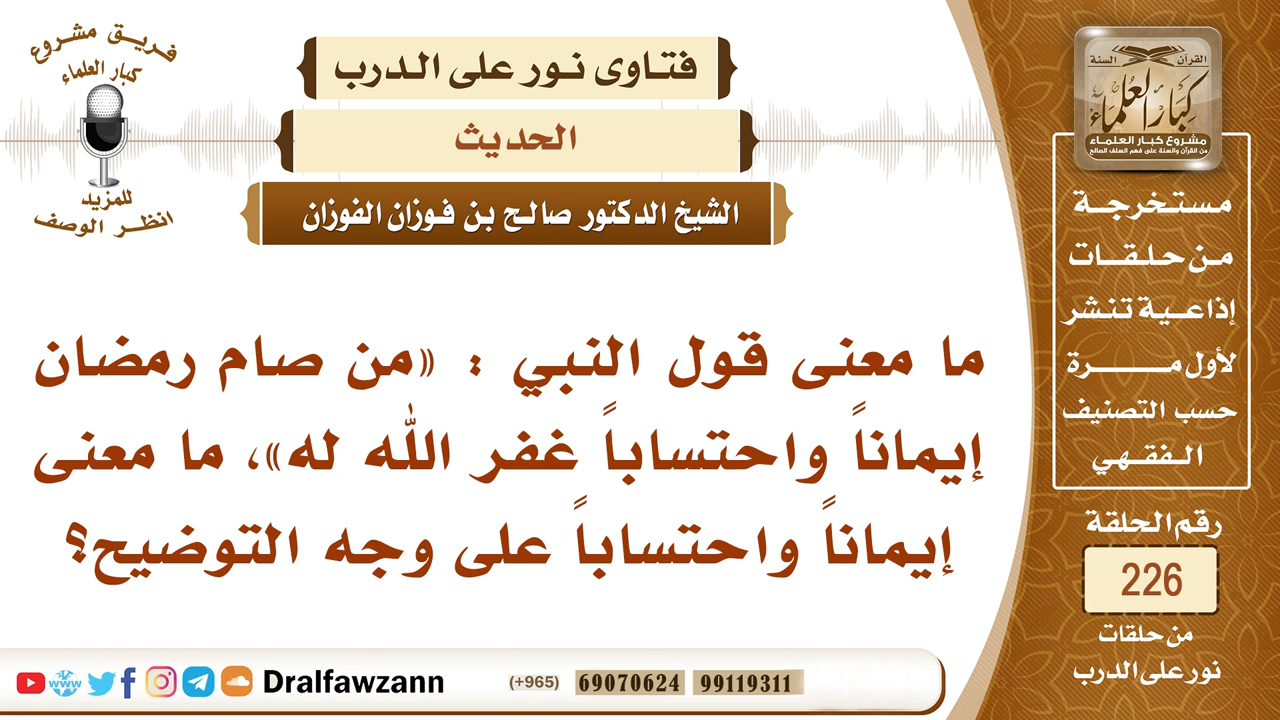 فريق مشروع
كبار العلماء
للمزيد
انظر الوصف
فتاوى نور على الدرب
الحديث
الشيخ الدكتور صالح بن فوزان الفوزان
ما معنى قول النبي : «من صام رمضان
إيماناً واحتساباً غفر الله له»، ما معنى
إيماناً واحتساباً على وجه التوضيح؟
القرآن السنة
كبار العلماء
مشروع كبار العلماء
من القرآن والسنة على فهم السلف الصالح
مستخرجة
من حلقات
إذاعية تنشر
لأول مرة
حسب التصنيف
الفقهي
رقم الحلقة
226
من حلقات
نور على الدرب
www Dralfawzann (+965) 69070624 99119311